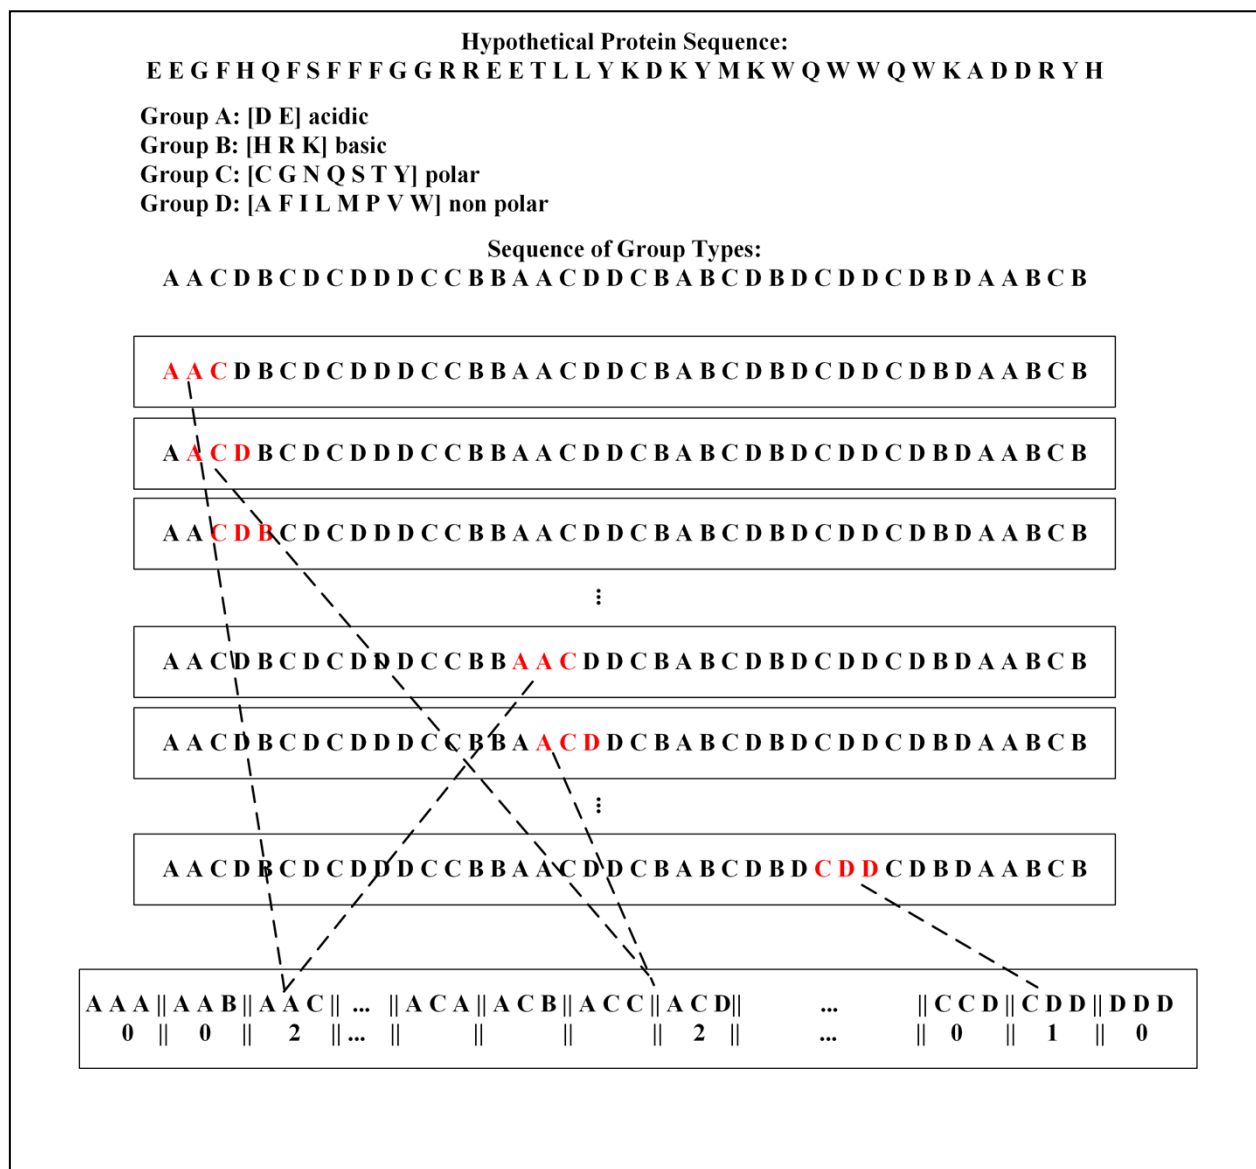 Hypothetical Protein Sequence:
E E G F H Q F S F F F G G R R E E T L L Y K D K Y M K W Q W W Q W K A D D R Y H
Group A: [D E] acidic
Group B: [H R K] basic
Group C: [C G N Q S T Y] polar
Group D: [A F I L M P V W] non polar
Sequence of Group Types:
A A C D B C D C D D D C C B B A A C D D C B A B C D B D C D D C D B D A A B C B
A A C D B C D C D D D C C B B A A C D D C B A B C D B D C D D C D B D A A B C B
A A C D B C D C D D D C C B B A A C D D C B A B C D B D C D D C D B D A A B C B
A A C D B C D C D D D C C B B A A C D D C B A B C D B D C D D C D B D A A B C B
...
A A C D B C D C D D D C C B B A A C D D C B A B C D B D C D D C D B D A A B C B
A A C D B C D C D D D C C B B A A C D D C B A B C D B D C D D C D B D A A B C B
...
A A C D B C D C D D D C C B B A A C D D C B A B C D B D C D D C D B D A A B C B
A A A || A A B || A A C || ... || A C A || A C B || A C C || A C D || ... || C C D || C D D || D D D
0 || 0 || 2 || ... || || || || 2 || ... || 0 || 1 || 0